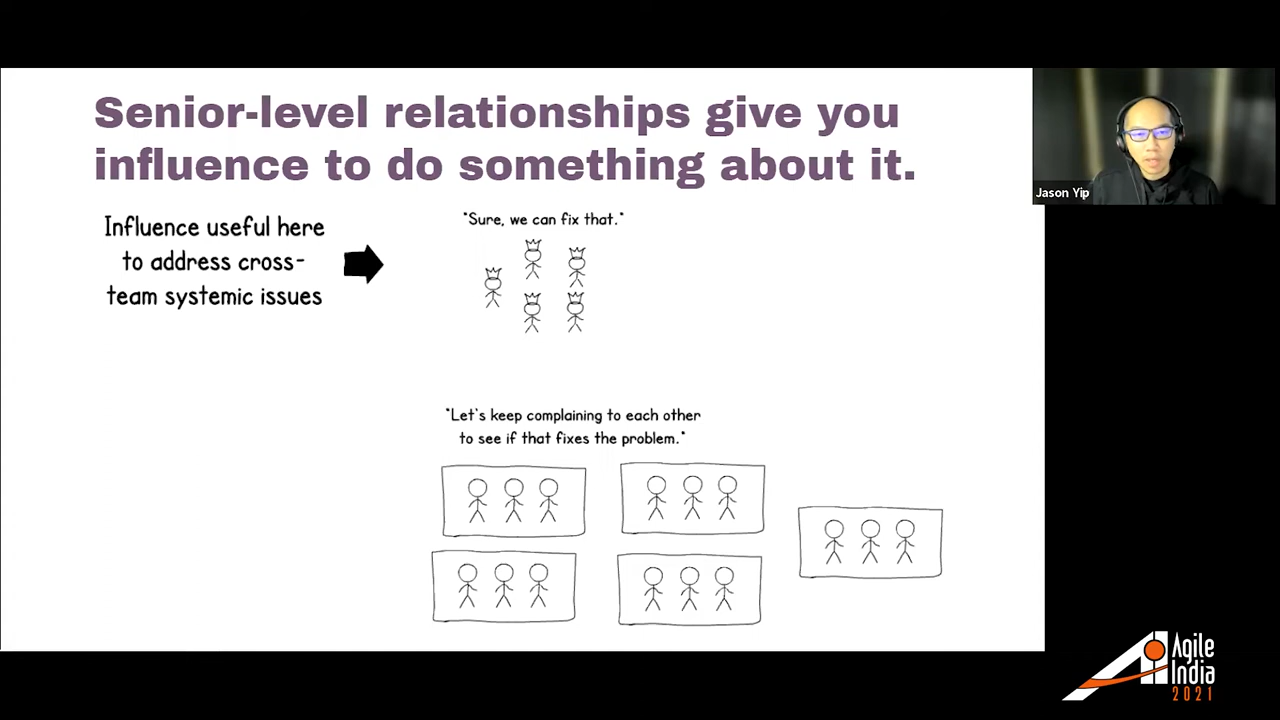 Senior-level relationships give you
influence to do something about it.
Influence useful here
to address cross-
team systemic issues
"Sure, we can fix that."
"Let's keep complaining to each other
to see if that fixes the problem."
Jason Yip
Agile
India
2021